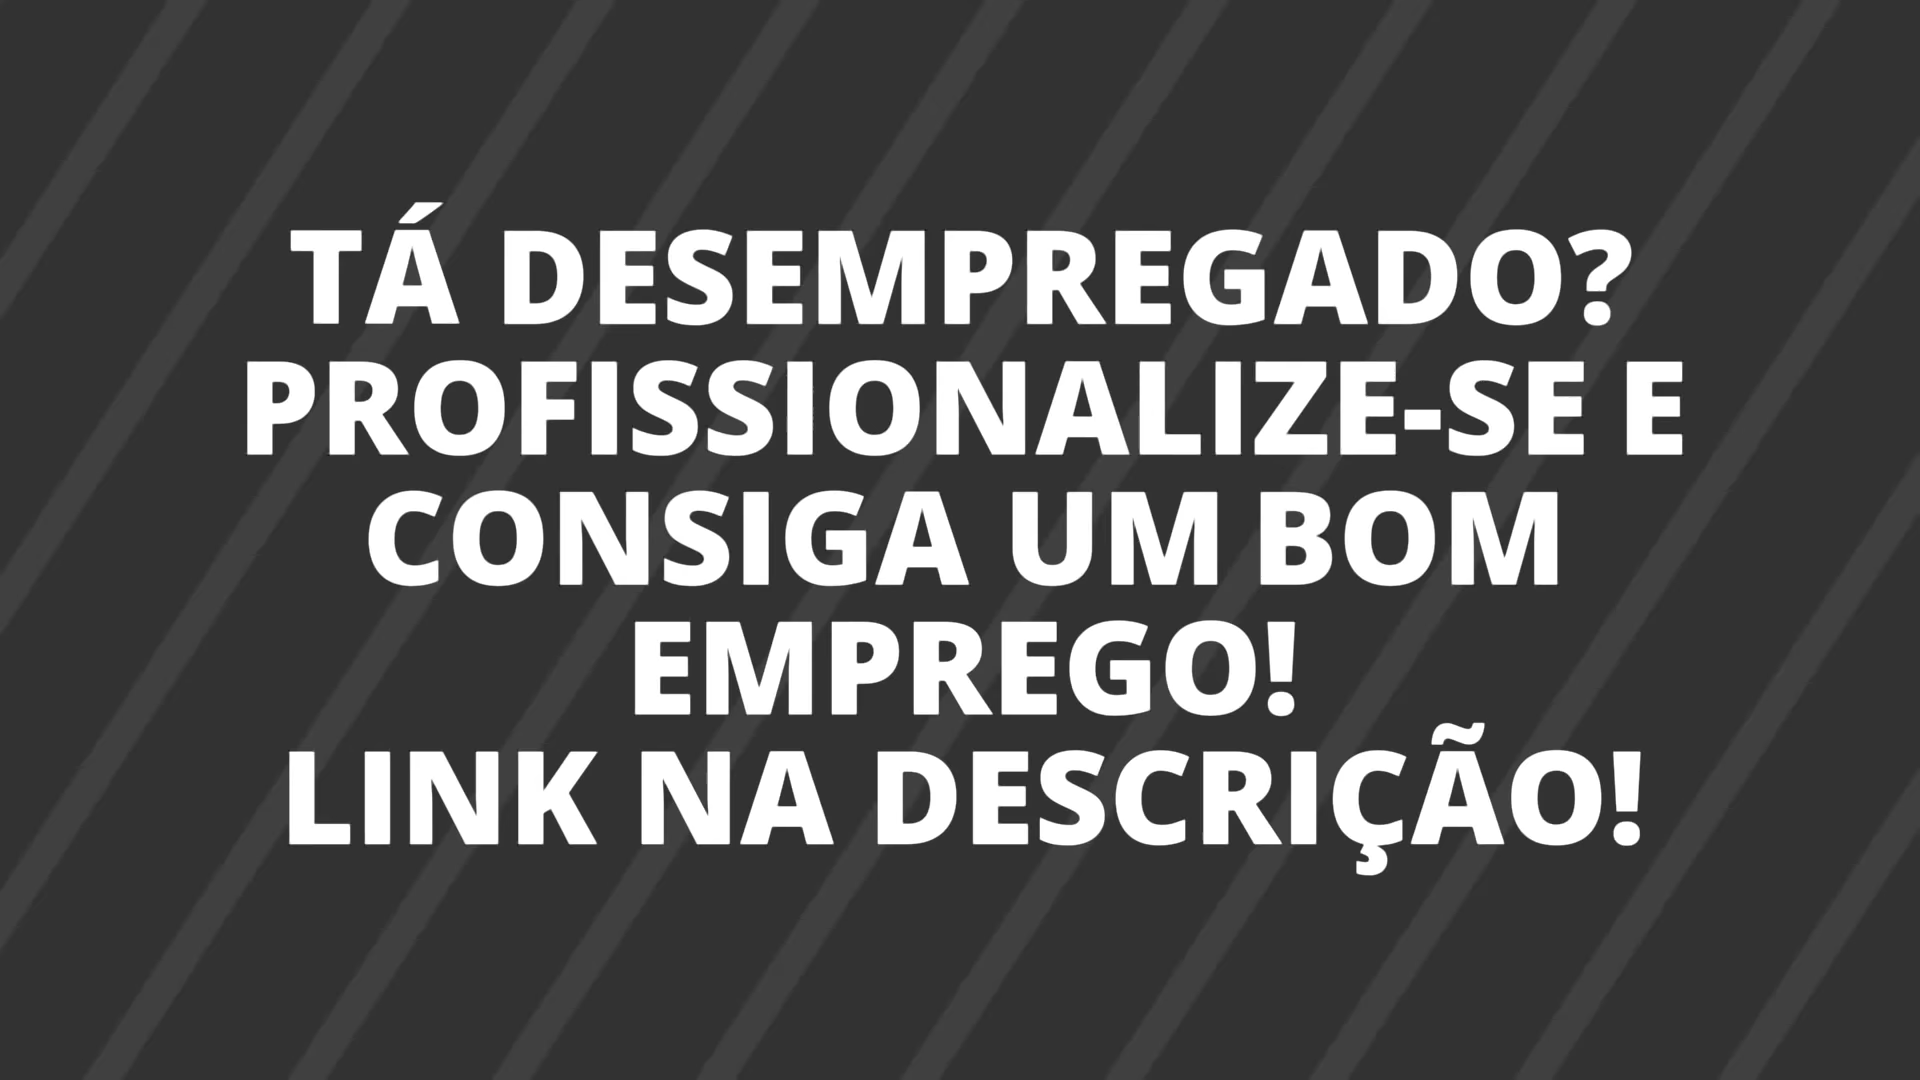 TÁ DESEMPREGADO?
PROFISSIONALIZE-SE E
CONSIGA UM BOM
EMPREGO!
LINK NA DESCRIÇÃO!